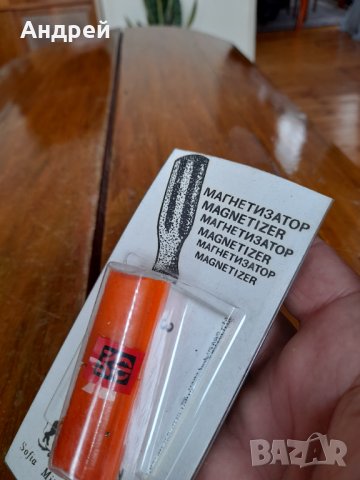 Андрей
МАГНЕТИЗАТОР
MAGNETIZER
МАГНЕТИЗАТОР
MAGNETIZER
МАГНЕТИЗАТОР
MAGNETIZER
Sofia
BAZAR